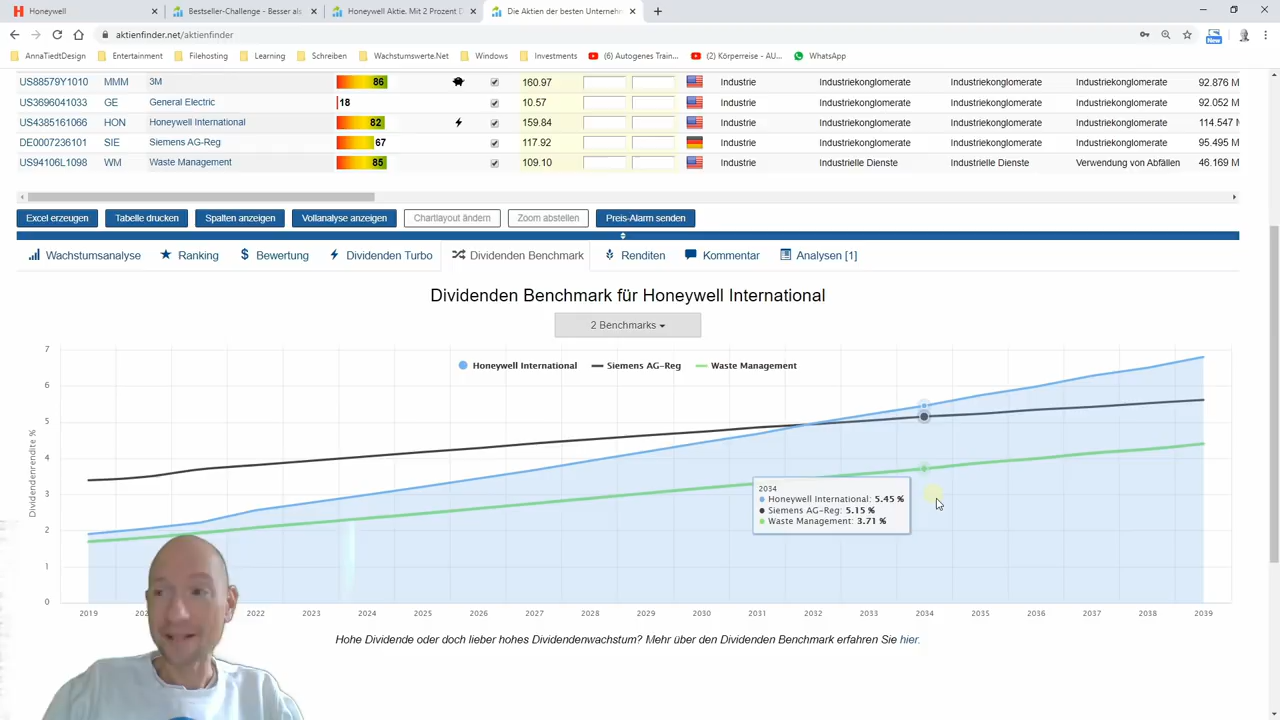 Honeywell
Bestseller-Challenge - Besser als
Honeywell Aktie. Mit 2 Prozent D
Die Aktien der besten Unternehm
aktienfinder.net/aktienfinder
New
AnnaTiedtDesign Entertainment Filehosting Learning Schreiben Wachstumswerte.Net Windows Investments (6) Autogenes Train... (2) Körperreise - AU... WhatsApp
US88579Y1010 MMM 3M 86 160.97 Industrie Industriekonglomerate Industriekonglomerate Industriekonglomerate 92.876 M
US3696041033 GE General Electric 18 10.57 Industrie Industriekonglomerate Industriekonglomerate Industriekonglomerate 92.052 M
US4385161066 HON Honeywell International 82 159.84 Industrie Industriekonglomerate Industriekonglomerate Industriekonglomerate 114.547 M
DE0007236101 SIE Siemens AG-Reg 67 117.92 Industrie Industriekonglomerate Industriekonglomerate Industriekonglomerate 95.495 M
US94106L1098 WM Waste Management 85 109.10 Industrie Industrielle Dienste Industrielle Dienste Verwendung von Abfällen 46.169 M
Excel erzeugen Tabelle drucken Spalten anzeigen Vollanalyse anzeigen Chartlayout ändern Zoom abstellen Preis-Alarm senden
Wachstumsanalyse Ranking Bewertung Dividenden Turbo Dividenden Benchmark Renditen Kommentar Analysen [1]
Dividenden Benchmark für Honeywell International
2 Benchmarks
Honeywell International Siemens AG-Reg Waste Management
Dividendenrendite %
7
6
5
4
3
2
1
0
2034
Honeywell International: 5.45 %
Siemens AG-Reg: 5.15 %
Waste Management: 3.71 %
2019 2022 2023 2024 2025 2026 2027 2028 2029 2030 2031 2032 2033 2034 2035 2036 2037 2038 2039
Hohe Dividende oder doch lieber hohes Dividendenwachstum? Mehr über den Dividenden Benchmark erfahren Sie hier.